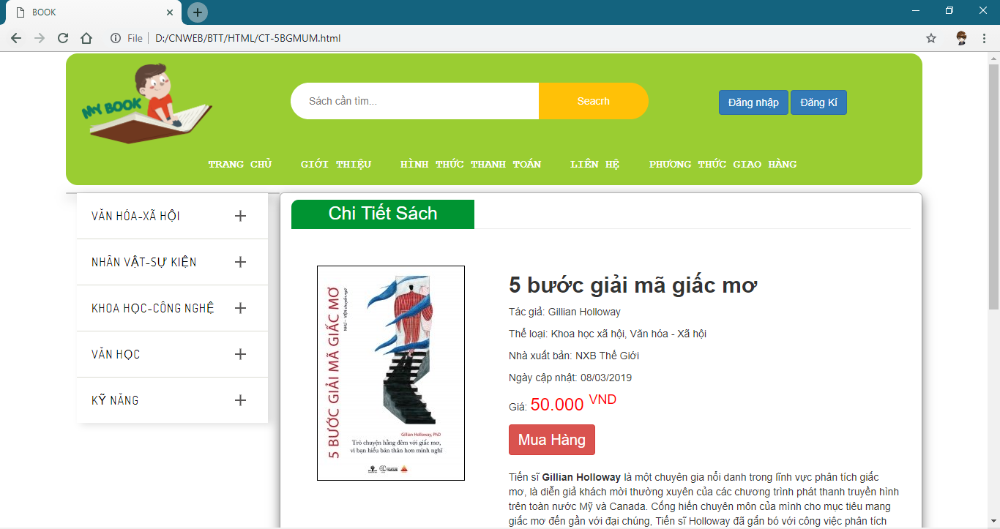 BOOK
File D:/CNWEB/BTT/HTML/CT-5BGMUM.html
MY BOOK
Sách cần tìm...
Seacrh
Đăng nhập Đăng Kí
TRANG CHỦ GIỚI THIỆU HÌNH THỨC THANH TOÁN LIÊN HỆ PHƯƠNG THỨC GIAO HÀNG
VĂN HÓA-XÃ HỘI
NHÂN VẬT-SỰ KIỆN
KHOA HỌC-CÔNG NGHÊ
VĂN HỌC
KỸ NĂNG
Chi Tiết Sách
5 BƯỚC GIẢI MÃ GIẤC MƠ
NHƯ – VIÊN chuyển ngữ
Gillian Holloway, PhD
Trò chuyện hằng đêm với giấc mơ,
vì bạn hiểu bản thân hơn mình nghĩ
5 bước giải mã giấc mơ
Tác giả: Gillian Holloway
Thể loại: Khoa học xã hội, Văn hóa - Xã hội
Nhà xuất bản: NXB Thế Giới
Ngày cập nhật: 08/03/2019
Giá: 50.000 VND
Mua Hàng
Tiến sĩ Gillian Holloway là một chuyên gia nổi danh trong lĩnh vực phân tích giấc
mơ, là diễn giả khách mời thường xuyên của các chương trình phát thanh truyền hình
trên toàn nước Mỹ và Canada. Cống hiến chuyên môn của mình cho mục tiêu mang
giấc mơ đến gần với đại chúng, Tiến sĩ Holloway đã gắn bó với công việc phân tích